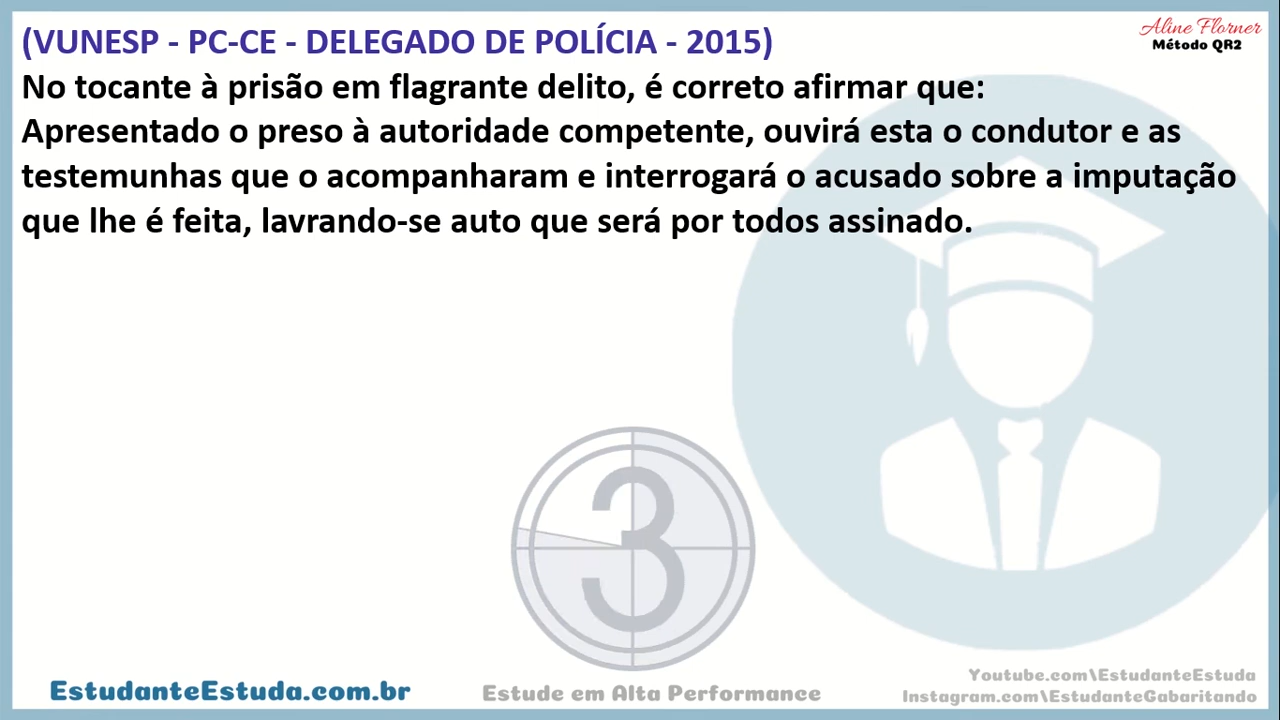 Aline Florner
Método QR2
(VUNESP - PC-CE - DELEGADO DE POLÍCIA - 2015)
No tocante à prisão em flagrante delito, é correto afirmar que:
Apresentado o preso à autoridade competente, ouvirá esta o condutor e as
testemunhas que o acompanharam e interrogará o acusado sobre a imputação
que lhe é feita, lavrando-se auto que será por todos assinado.
3
EstudanteEstuda.com.br
Estude em Alta Performance
Youtube.com\EstudanteEstuda
Instagram.com\EstudanteGabaritando